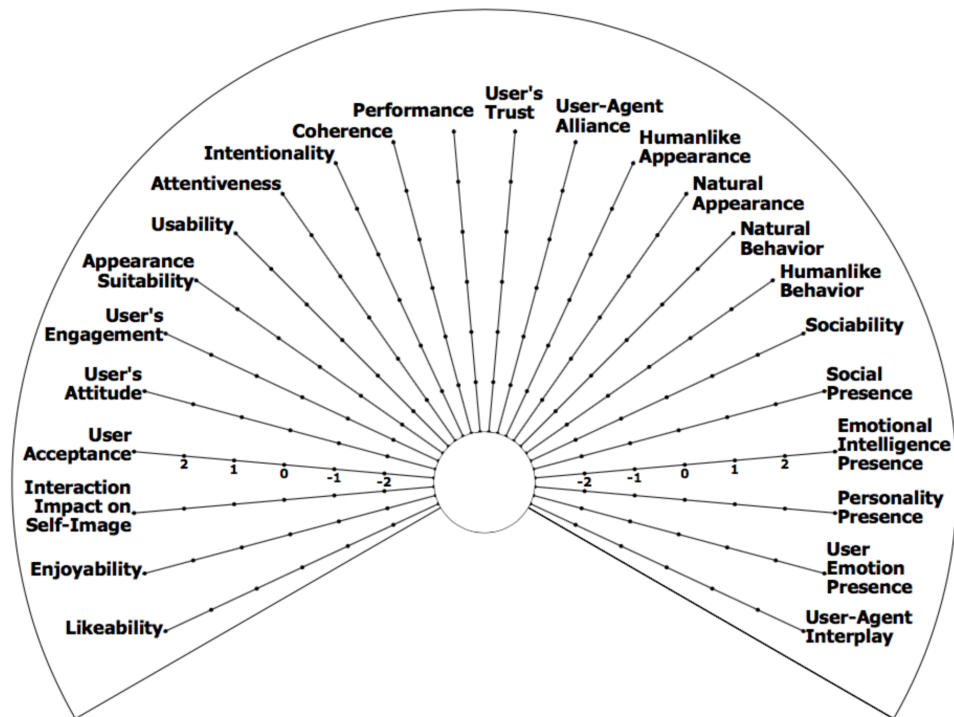 User's
Trust
Performance
User-Agent
Alliance
Coherence
Humanlike
Appearance
Intentionality
Attentiveness
Natural
Appearance
Usability
Natural
Behavior
Appearance
Suitability
Humanlike
Behavior
User's
Engagement
Sociability
User's
Attitude
Social
Presence
User
Acceptance
2 1 0 -1 -2
-2 -1 0 1 2
Emotional
Intelligence
Presence
Interaction
Impact on
Self-Image
Personality
Presence
Enjoyability
User
Emotion
Presence
Likeability
User-Agent
Interplay